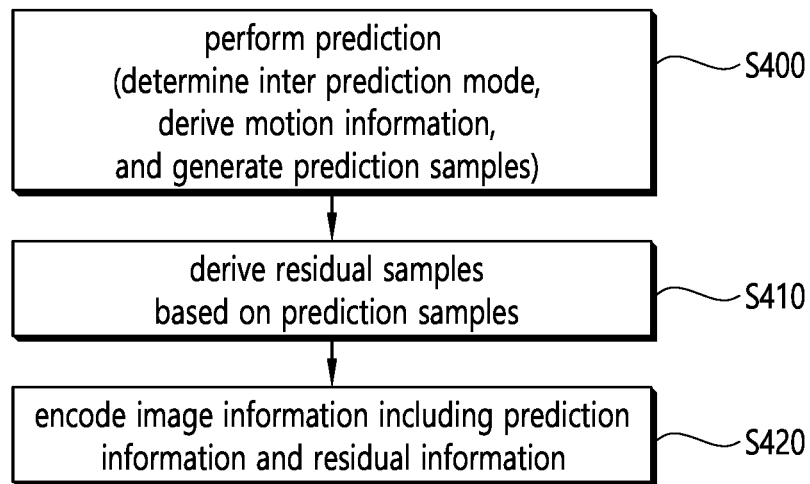 perform prediction
(determine inter prediction mode,
derive motion information,
and generate prediction samples)
S400
derive residual samples
based on prediction samples
S410
encode image information including prediction
information and residual information
S420